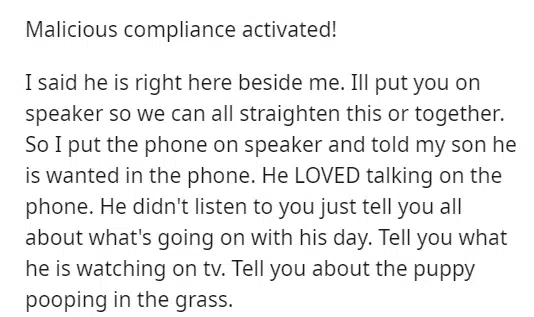 Malicious compliance activated!
I said he is right here beside me. Ill put you on
speaker so we can all straighten this or together.
So I put the phone on speaker and told my son he
is wanted in the phone. He LOVED talking on the
phone. He didn't listen to you just tell you all
about what's going on with his day. Tell you what
he is watching on tv. Tell you about the puppy
pooping in the grass.